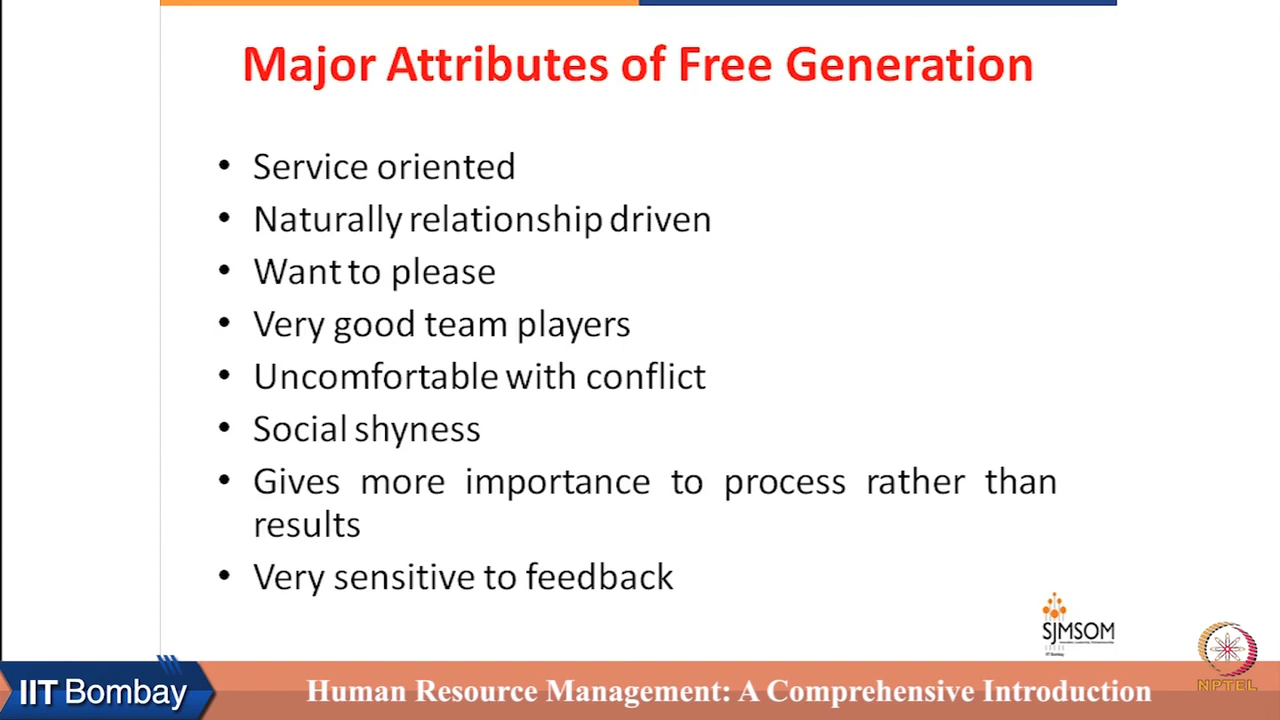 Major Attributes of Free Generation
• Service oriented
• Naturally relationship driven
• Want to please
• Very good team players
• Uncomfortable with conflict
• Social shyness
• Gives more importance to process rather than
results
• Very sensitive to feedback
SJMSOM
IIT Bombay
NPTEL
IIT Bombay
Human Resource Management: A Comprehensive Introduction